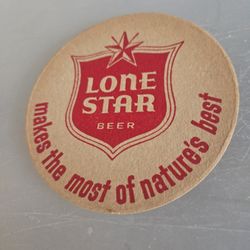 LONE
STAR
BEER
makes the most of nature's best